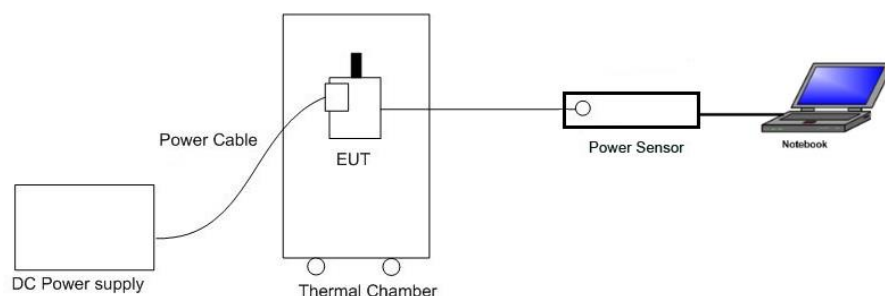 Power Cable
EUT
Power Sensor
Notebook
DC Power supply
Thermal Chamber